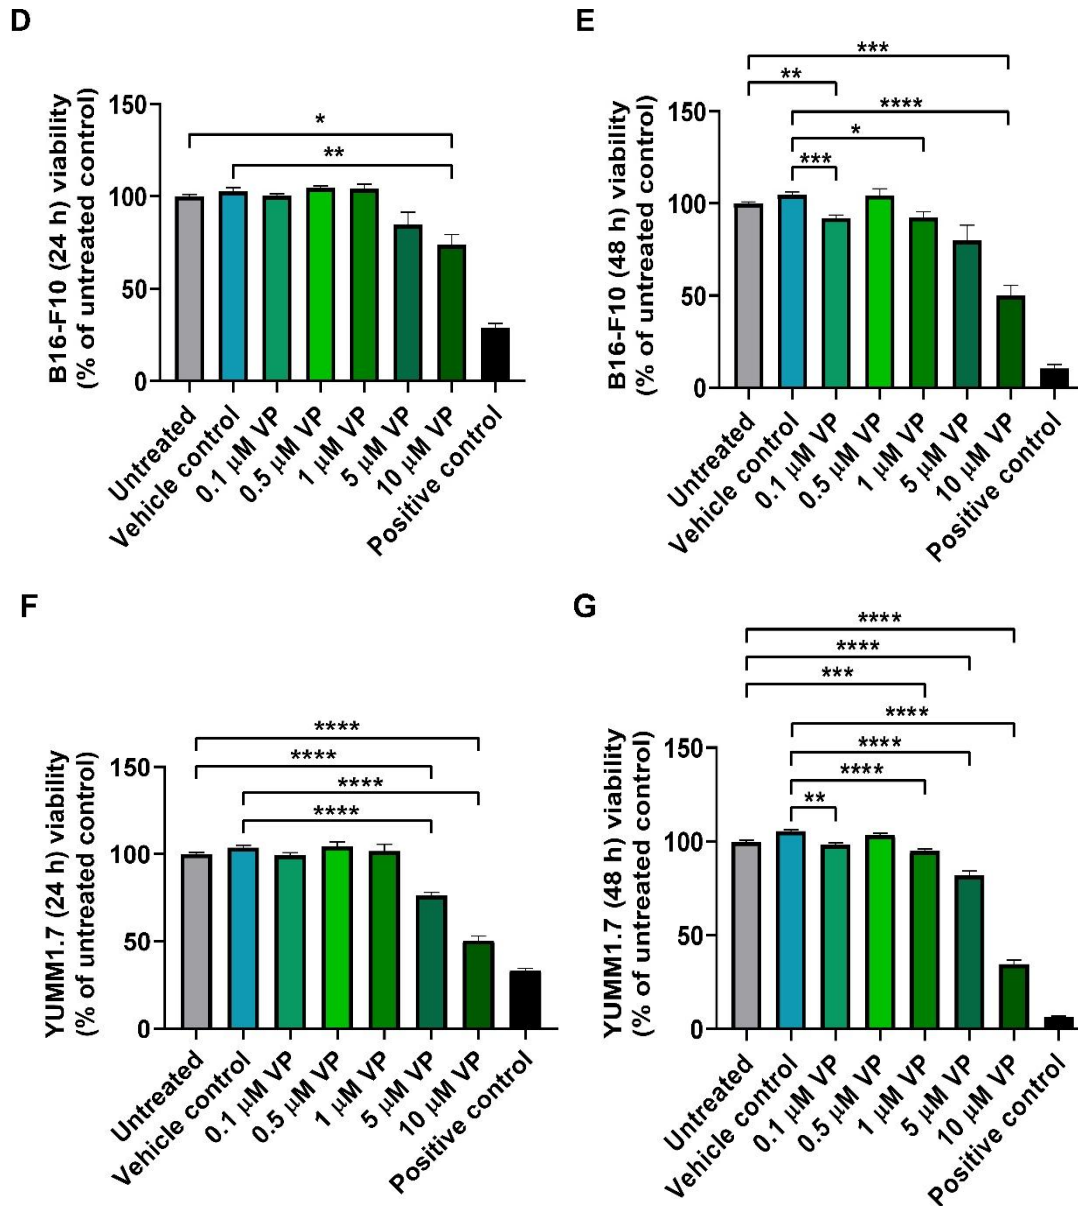 D
*
**
B16-F10 (24 h) viability
(% of untreated control)
150
100
50
0
Untreated
Vehicle control
0.1 μM VP
0.5 μM VP
1 μM VP
5 μM VP
10 μM VP
Positive control
E
***
**
****
*
***
B16-F10 (48 h) viability
(% of untreated control)
150
100
50
0
Untreated
Vehicle control
0.1 μM VP
0.5 μM VP
1 μM VP
5 μM VP
10 μM VP
Positive control
F
****
****
****
****
YUMM1.7 (24 h) viability
(% of untreated control)
150
100
50
0
Untreated
Vehicle control
0.1 μM VP
0.5 μM VP
1 μM VP
5 μM VP
10 μM VP
Positive control
G
****
****
***
****
****
****
**
YUMM1.7 (48 h) viability
(% of untreated control)
150
100
50
0
Untreated
Vehicle control
0.1 μM VP
0.5 μM VP
1 μM VP
5 μM VP
10 μM VP
Positive control